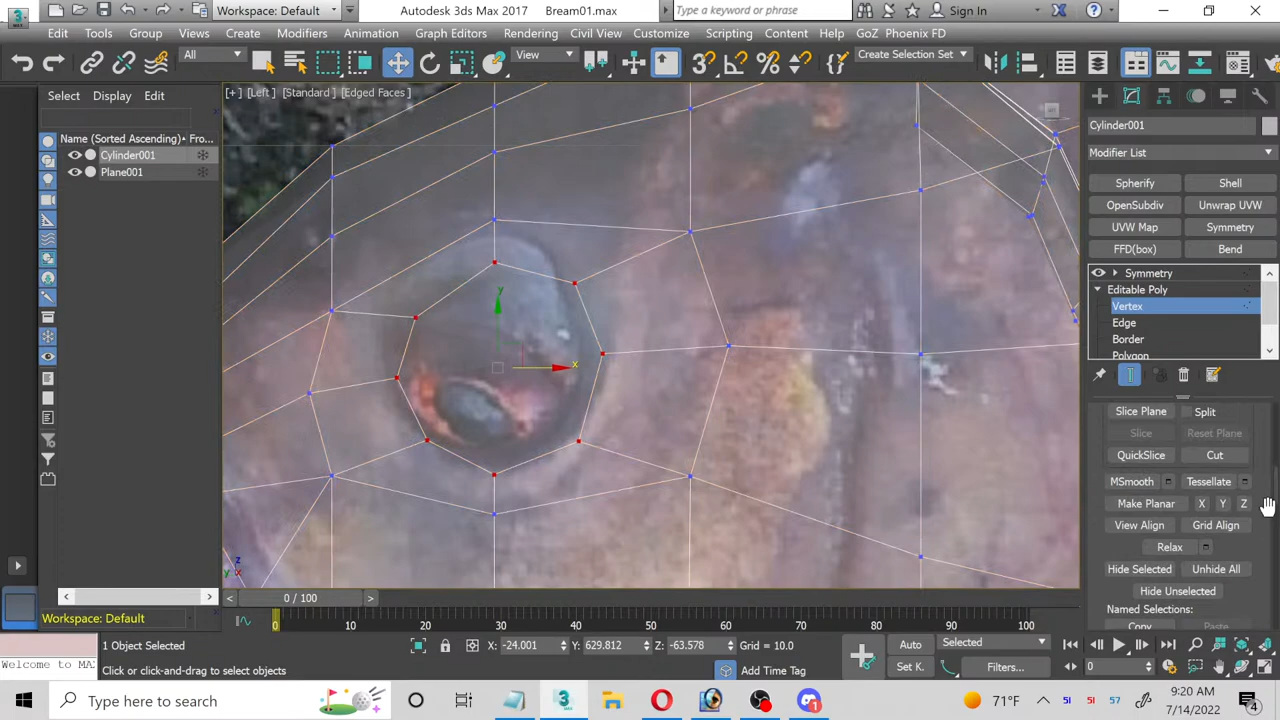 Workspace: Default
Autodesk 3ds Max 2017
Bream01.max
Type a keyword or phrase
Sign In
Edit
Tools
Group
Views
Create
Modifiers
Animation
Graph Editors
Rendering
Civil View
Customize
Scripting
Content
Help
GoZ
Phoenix FD
All
View
Create Selection Set
Select
Display
Edit
[+] [Left] [Standard] [Edged Faces]
Name (Sorted Ascending)
Fro...
Cylinder001
Plane001
Cylinder001
Modifier List
Spherify
Shell
OpenSubdiv
Unwrap UVW
UVW Map
Symmetry
FFD(box)
Bend
Symmetry
Editable Poly
Vertex
Edge
Border
Polygon
Slice Plane
Split
Slice
Reset Plane
QuickSlice
Cut
MSmooth
Tessellate
Make Planar
X
Y
Z
View Align
Grid Align
Relax
Hide Selected
Unhide All
Hide Unselected
Named Selections:
Copy
Paste
y
x
z
y
x
< 0 / 100 >
Workspace: Default
0
10
20
30
40
50
60
70
80
90
100
1 Object Selected
X: -24.001
Y: 629.812
Z: -63.578
Grid = 10.0
Auto
Selected
Welcome to MA
Click or click-and-drag to select objects
Add Time Tag
Set K.
Filters...
0
Type here to search
71°F
57
9:20 AM
7/14/2022
1
4